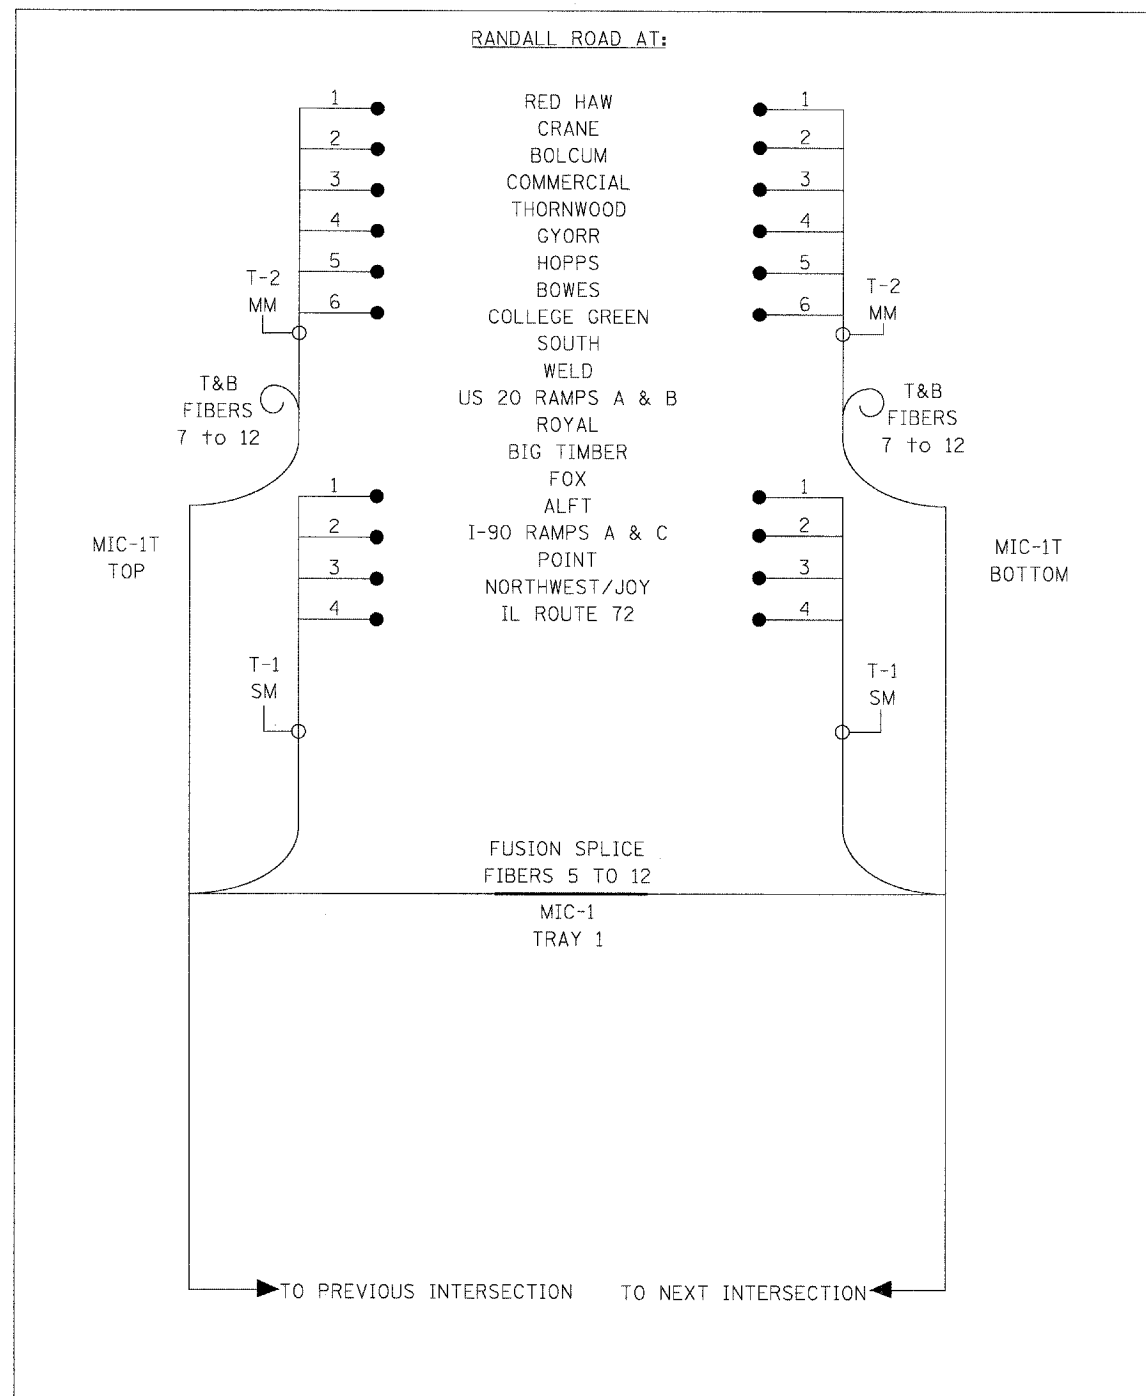 RANDALL ROAD AT:
1
2
3
4
5
6
T-2
MM
T&B
FIBERS
7 to 12
1
2
3
4
MIC-1T
TOP
T-1
SM
RED HAW
CRANE
BOLCUM
COMMERCIAL
THORNWOOD
GYORR
HOPPS
BOWES
COLLEGE GREEN
SOUTH
WELD
US 20 RAMPS A & B
ROYAL
BIG TIMBER
FOX
ALFT
I-90 RAMPS A & C
POINT
NORTHWEST/JOY
IL ROUTE 72
1
2
3
4
5
6
T-2
MM
T&B
FIBERS
7 to 12
1
2
3
4
MIC-1T
BOTTOM
T-1
SM
FUSION SPLICE
FIBERS 5 TO 12
MIC-1
TRAY 1
TO PREVIOUS INTERSECTION
TO NEXT INTERSECTION